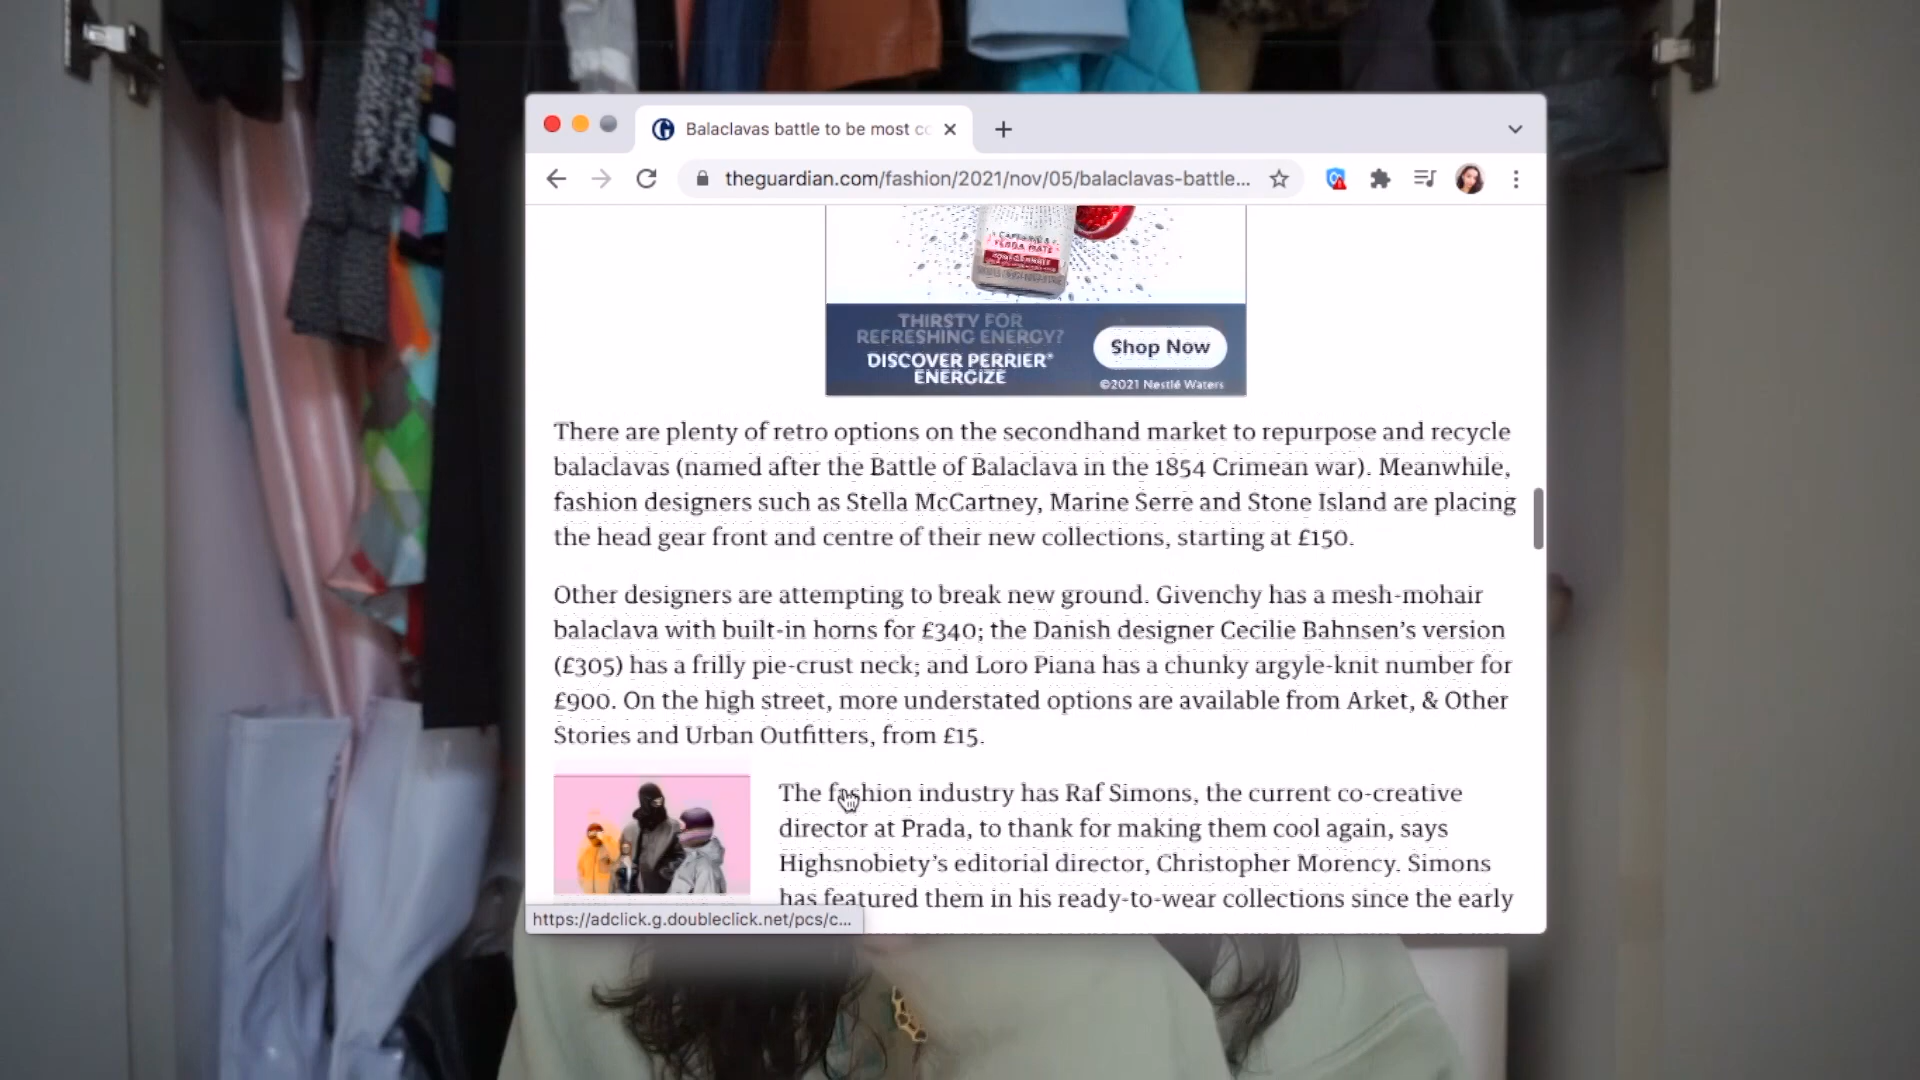 Balaclavas battle to be most co
theguardian.com/fashion/2021/nov/05/balaclavas-battle...
CAFFEINE &
YERBA MATE
POMEGRANATE
THIRSTY FOR
REFRESHING ENERGY?
DISCOVER PERRIER®
ENERGIZE
Shop Now
©2021 Nestlé Waters
There are plenty of retro options on the secondhand market to repurpose and recycle
balaclavas (named after the Battle of Balaclava in the 1854 Crimean war). Meanwhile,
fashion designers such as Stella McCartney, Marine Serre and Stone Island are placing
the head gear front and centre of their new collections, starting at £150.
Other designers are attempting to break new ground. Givenchy has a mesh-mohair
balaclava with built-in horns for £340; the Danish designer Cecilie Bahnsen’s version
(£305) has a frilly pie-crust neck; and Loro Piana has a chunky argyle-knit number for
£900. On the high street, more understated options are available from Arket, & Other
Stories and Urban Outfitters, from £15.
The fashion industry has Raf Simons, the current co-creative
director at Prada, to thank for making them cool again, says
Highsnobiety’s editorial director, Christopher Morency. Simons
has featured them in his ready-to-wear collections since the early
https://adclick.g.doubleclick.net/pcs/c...